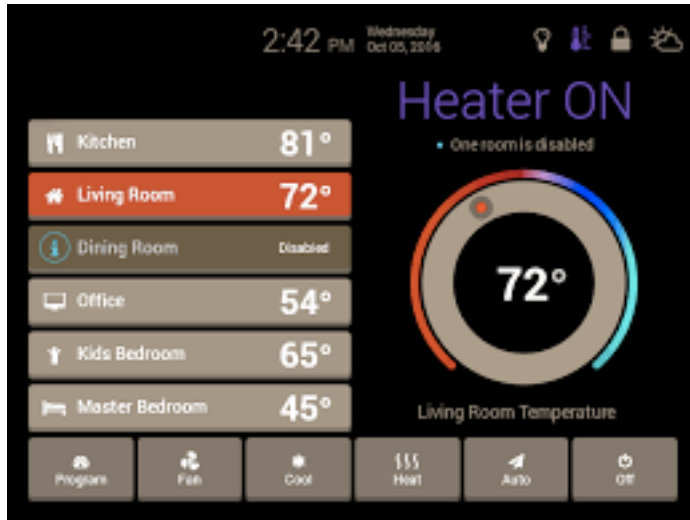 2:42 PM
Wednesday
Oct 05, 2016
Heater ON
One room is disabled
Kitchen 81°
Living Room 72°
Dining Room Disabled
Office 54°
Kids Bedroom 65°
Master Bedroom 45°
72°
Living Room Temperature
Program
Fan
Cool
Heat
Auto
Off